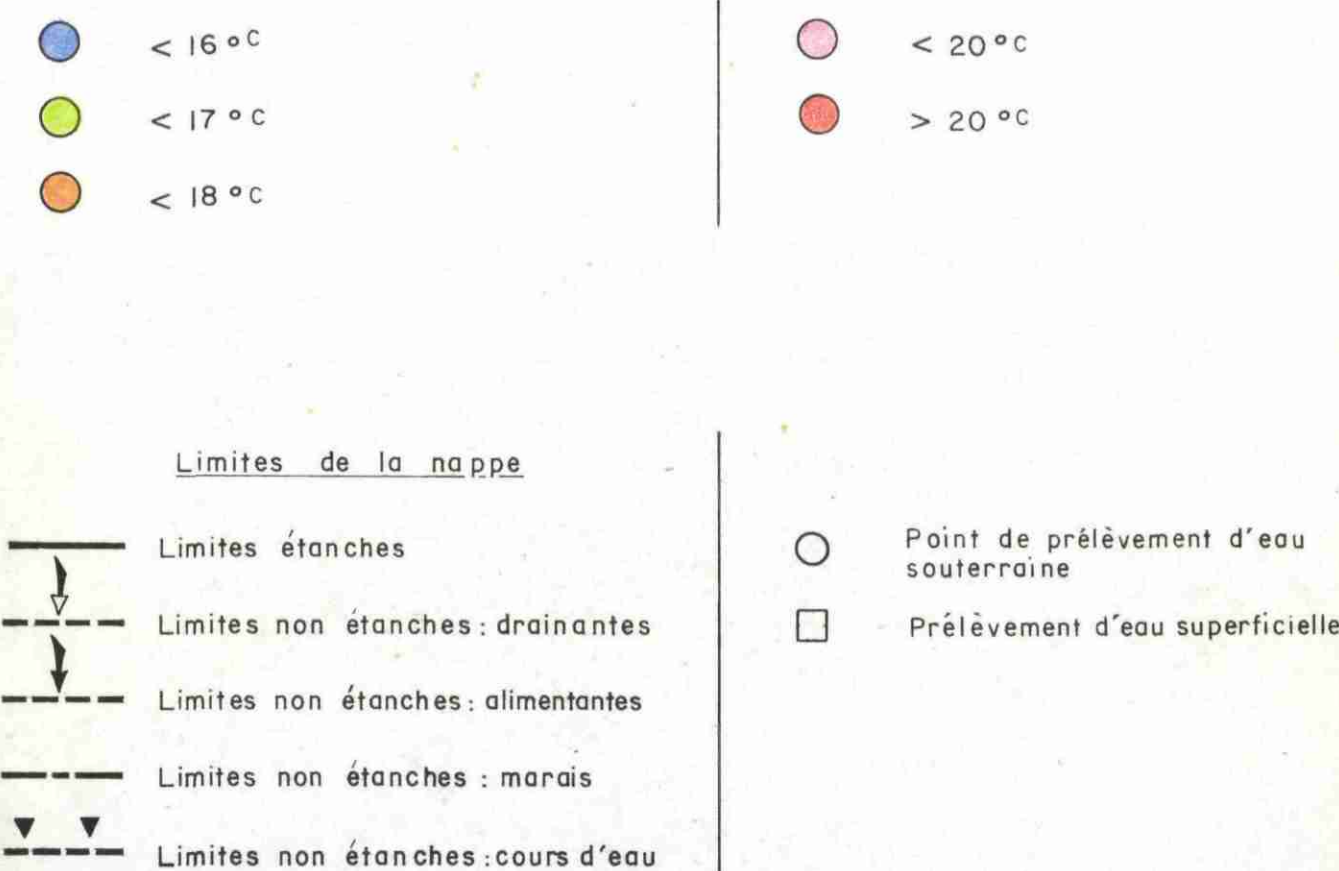 < 16 °C
< 17 °C
< 18 °C
< 20 °C
> 20 °C
Limites de la nappe
Limites étanches
Limites non étanches : drainantes
Limites non étanches : alimentantes
Limites non étanches : marais
Limites non étanches : cours d'eau
Point de prélèvement d'eau
souterraine
Prélèvement d'eau superficielle